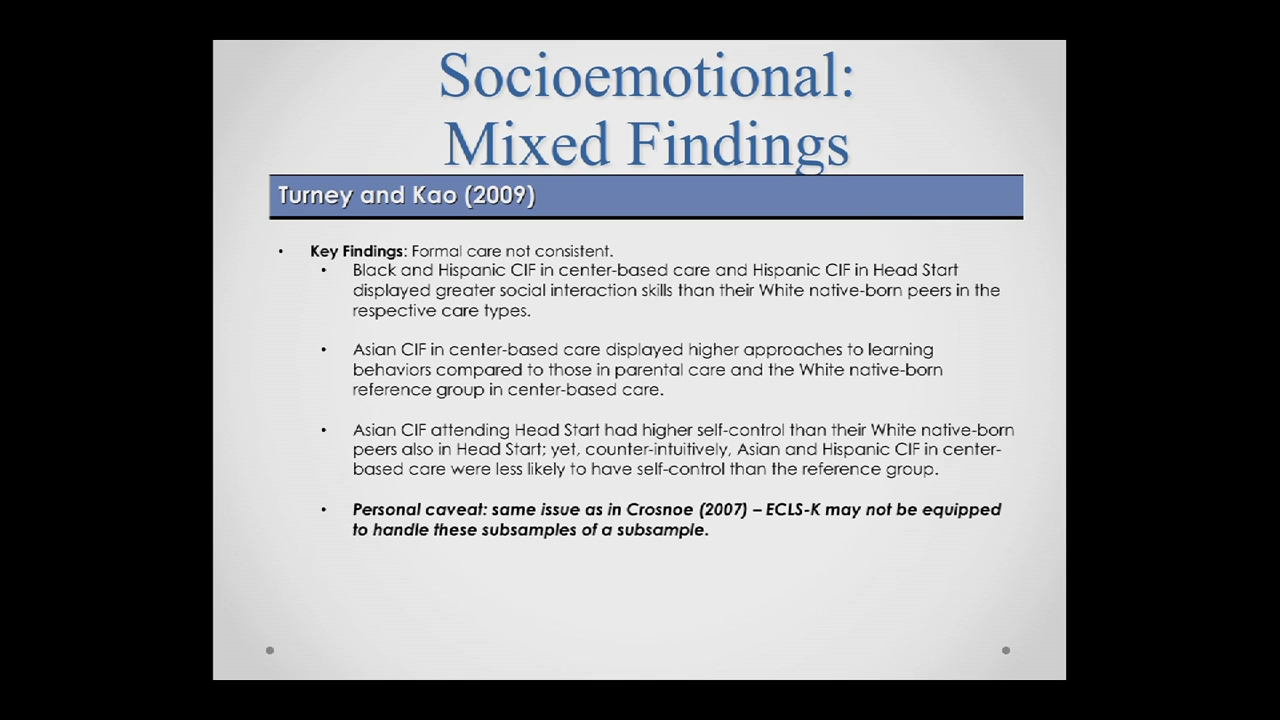 Socioemotional:
Mixed Findings
Turney and Kao (2009)
• Key Findings: Formal care not consistent.
• Black and Hispanic CIF in center-based care and Hispanic CIF in Head Start
displayed greater social interaction skills than their White native-born peers in the
respective care types.
• Asian CIF in center-based care displayed higher approaches to learning
behaviors compared to those in parental care and the White native-born
reference group in center-based care.
• Asian CIF attending Head Start had higher self-control than their White native-born
peers also in Head Start; yet, counter-intuitively, Asian and Hispanic CIF in center-
based care were less likely to have self-control than the reference group.
• Personal caveat: same issue as in Crosnoe (2007) – ECLS-K may not be equipped
to handle these subsamples of a subsample.